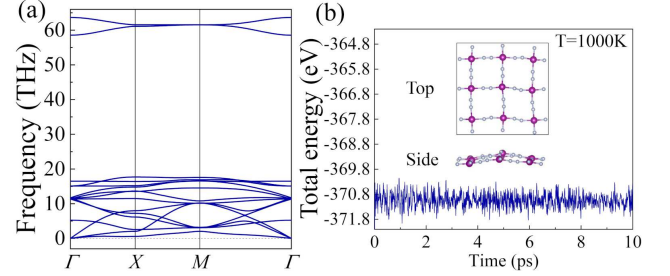 (a)
Frequency (THz)
60
50
40
30
20
10
0
Γ X M Γ
(b)
Total energy (eV)
-364.8
-365.8
-366.8
-367.8
-368.8
-369.8
-370.8
-371.8
T=1000K
Top
Side
0 2 4 6 8 10
Time (ps)